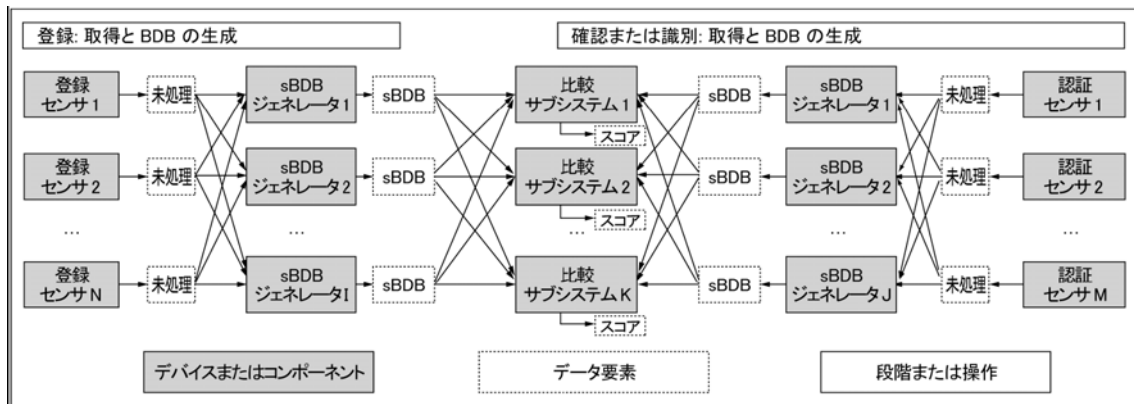 登録: 取得と BDB の生成
確認または識別: 取得と BDB の生成
登録
センサ 1
未処理
sBDB
ジェネレータ 1
sBDB
比較
サブシステム 1
スコア
sBDB
sBDB
ジェネレータ 1
未処理
認証
センサ 1
登録
センサ 2
未処理
sBDB
ジェネレータ 2
sBDB
比較
サブシステム 2
スコア
sBDB
sBDB
ジェネレータ 2
未処理
認証
センサ 2
…
…
…
…
…
登録
センサ N
未処理
sBDB
ジェネレータ I
sBDB
比較
サブシステム K
スコア
sBDB
sBDB
ジェネレータ J
未処理
認証
センサ M
デバイスまたはコンポーネント
データ要素
段階または操作